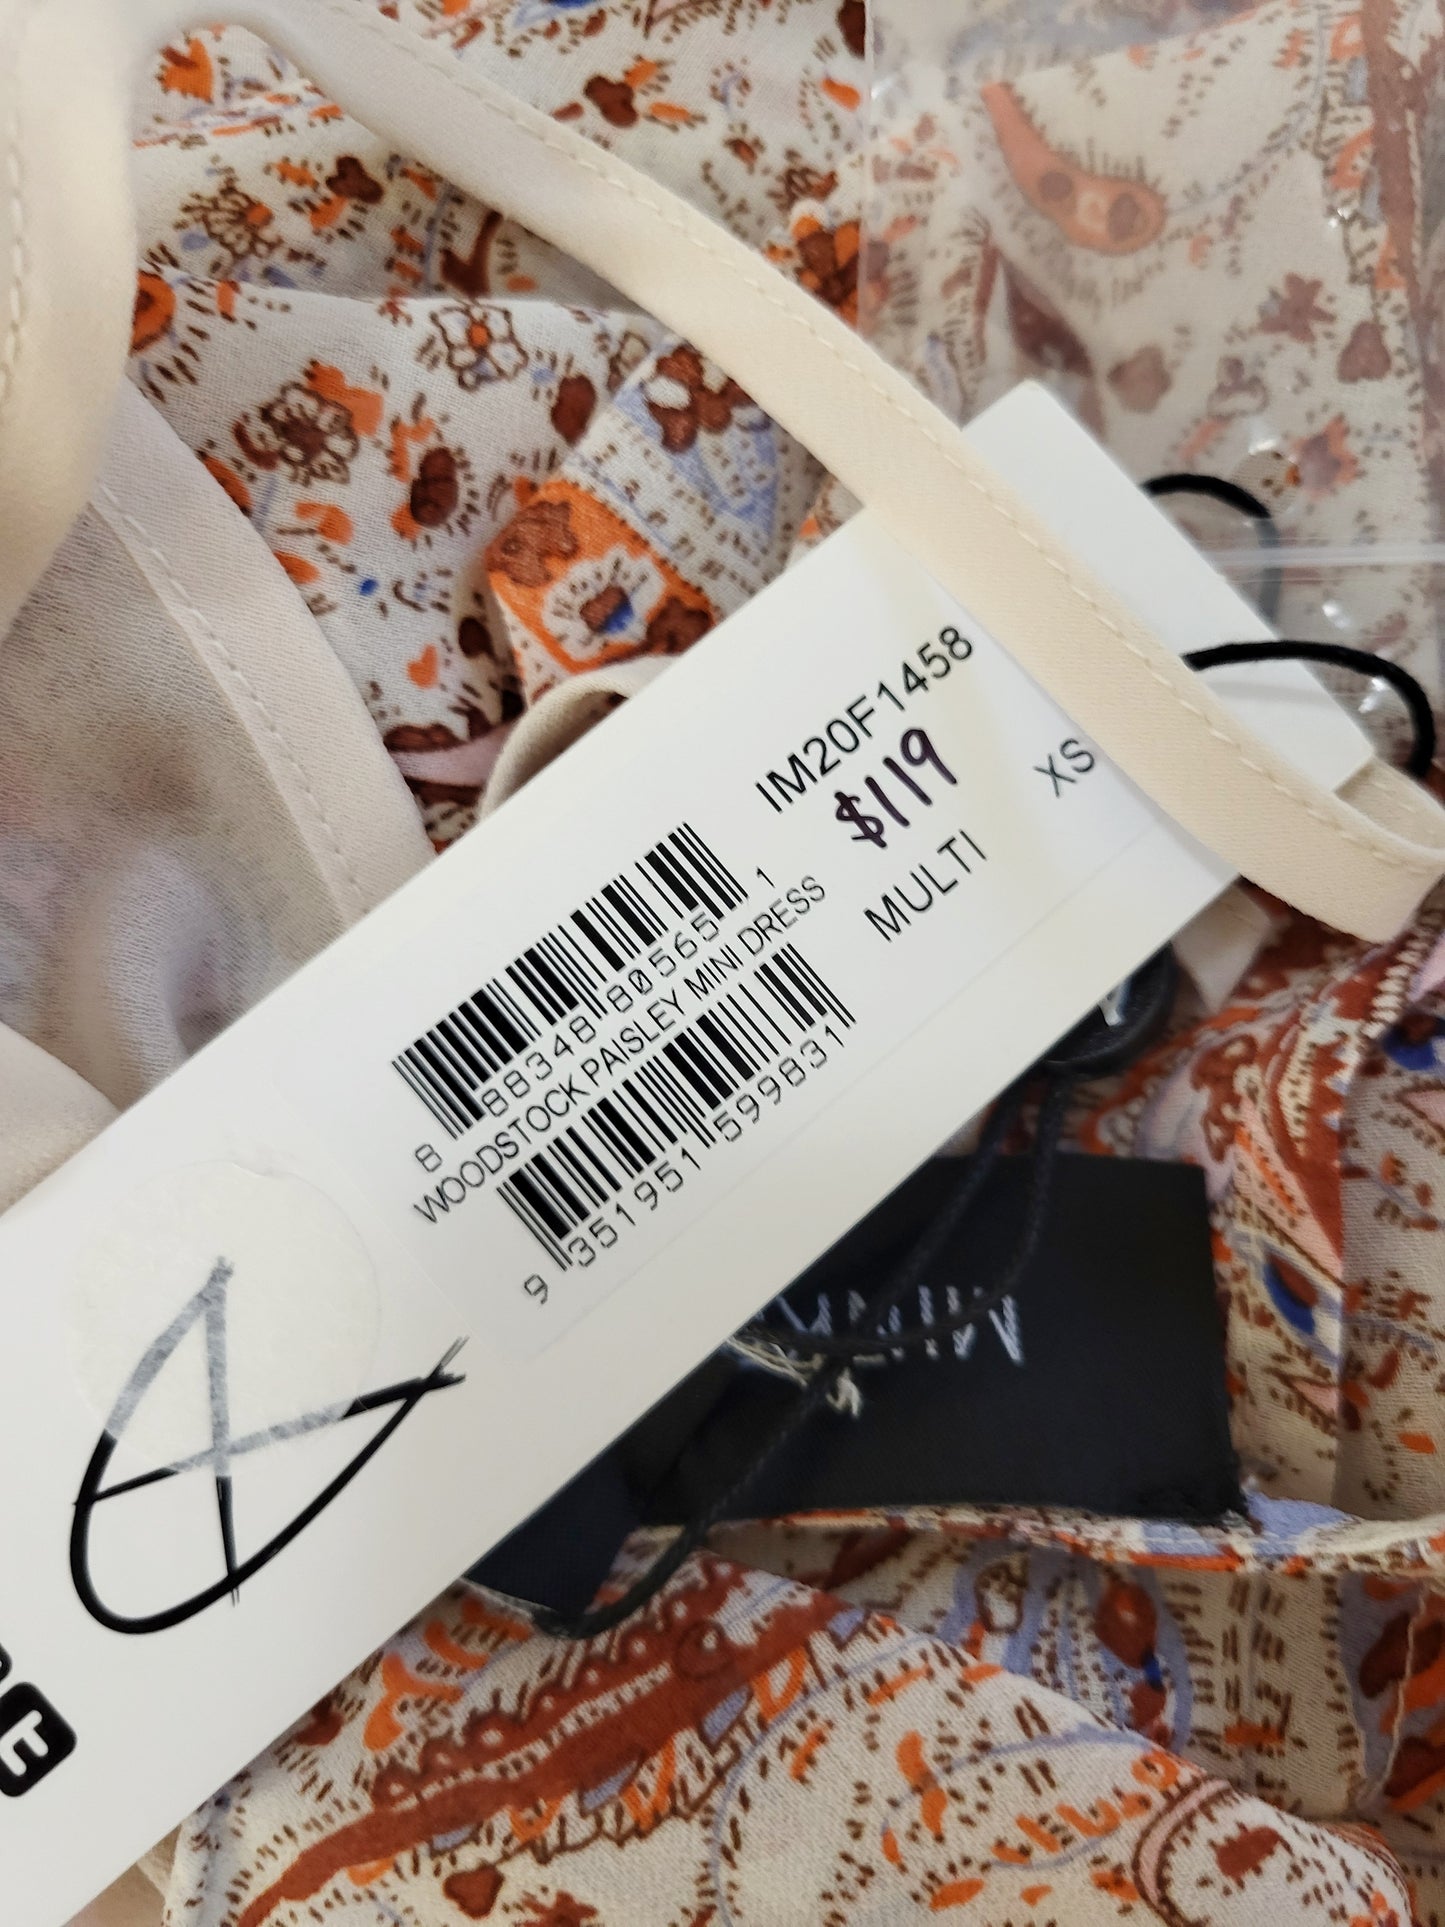 IM20F1458
$119
MULTI
XS
8 88348 80565 1
WOODSTOCK PAISLEY MINI DRESS
9 351951 599831